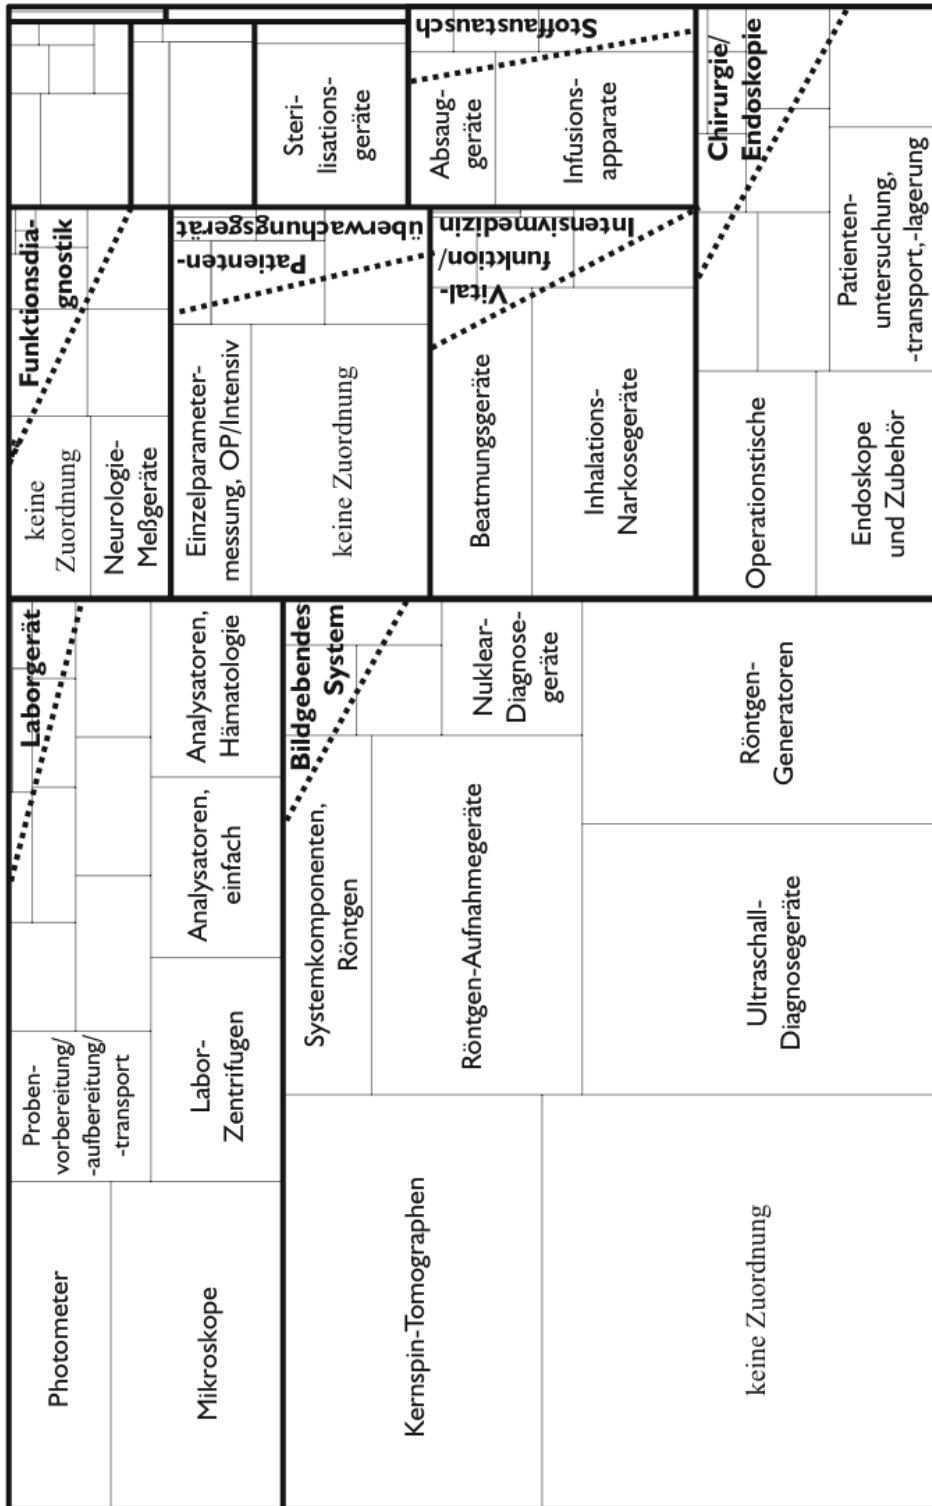 Photometer
Mikroskope
Proben-
vorbereitung/
-aufbereitung/
-transport
Labor-
Zentrifugen
Analysatoren,
einfach
Analysatoren,
Hämatologie
Laborgerät
Kernspin-Tomographen
keine Zuordnung
Systemkomponenten,
Röntgen
Röntgen-Aufnahmegeräte
Ultraschall-
Diagnosegeräte
Röntgen-
Generatoren
Nuklear-
Diagnose-
geräte
Bildgebendes
System
keine
Zuordnung
Neurologie-
Meßgeräte
Funktionsdia-
gnostik
Einzelparameter-
messung, OP/Intensiv
keine Zuordnung
Patienten-
überwachungsgerät
Beatmungsgeräte
Inhalations-
Narkosegeräte
Vital-
funktion/
Intensivmedizin
Operationstische
Endoskope
und Zubehör
Patienten-
untersuchung,
-transport,-lagerung
Chirurgie/
Endoskopie
Steri-
lisations-
geräte
Absaug-
geräte
Infusions-
apparate
Stoffaustausch